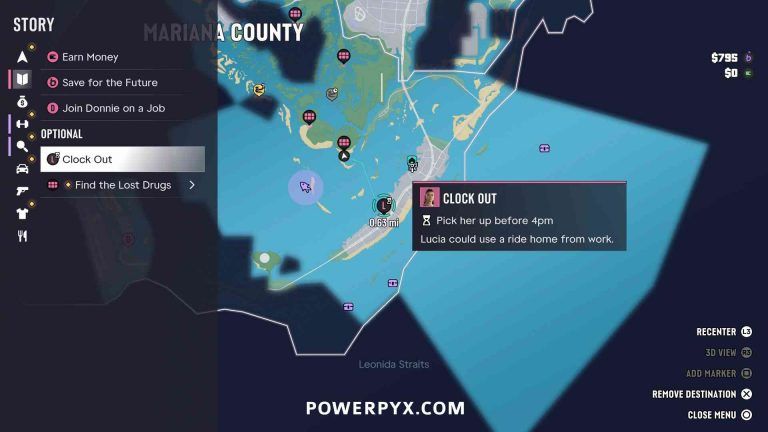 STORY
MARIANA COUNTY
Earn Money
Save for the Future
Join Donnie on a Job
OPTIONAL
Clock Out
Find the Lost Drugs
$795
$0
L
0.63 mi
CLOCK OUT
Pick her up before 4pm
Lucia could use a ride home from work.
Leonida Straits
RECENTER L3
3D VIEW R3
ADD MARKER
REMOVE DESTINATION
CLOSE MENU
POWERPYX.COM